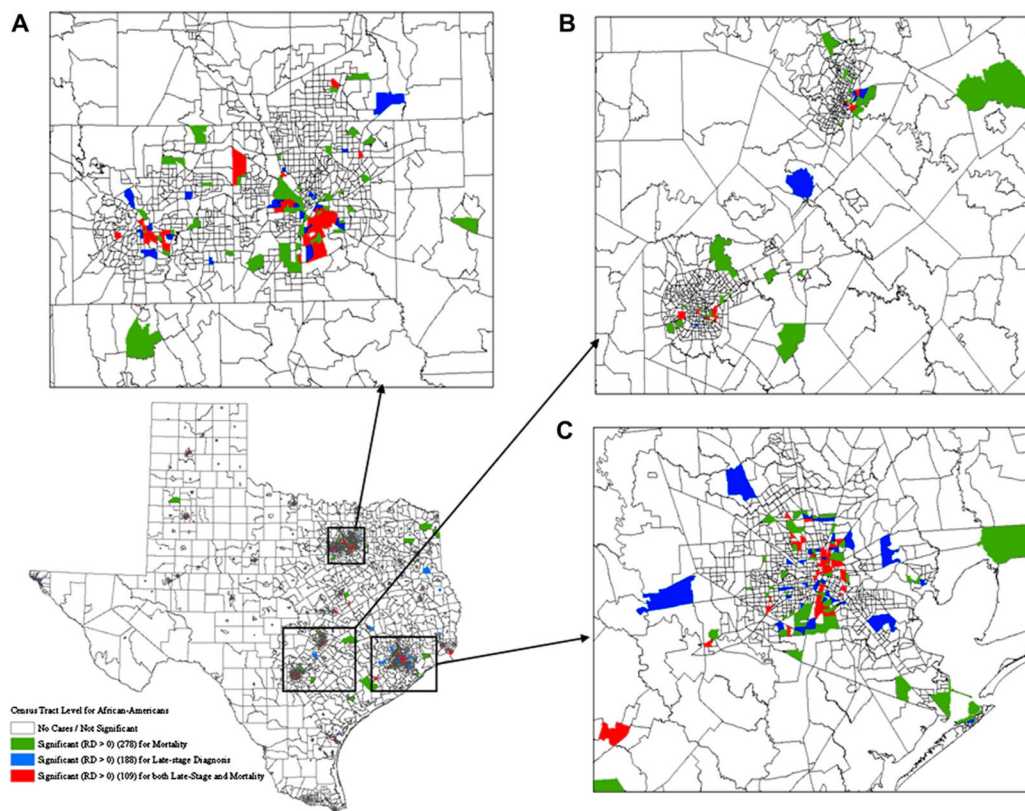 A
B
C
Census Tract Level for African-Americans
No Cases / Not Significant
Significant (RD > 0) (278) for Mortality
Significant (RD > 0) (188) for Late-stage Diagnosis
Significant (RD > 0) (109) for both Late-Stage and Mortality